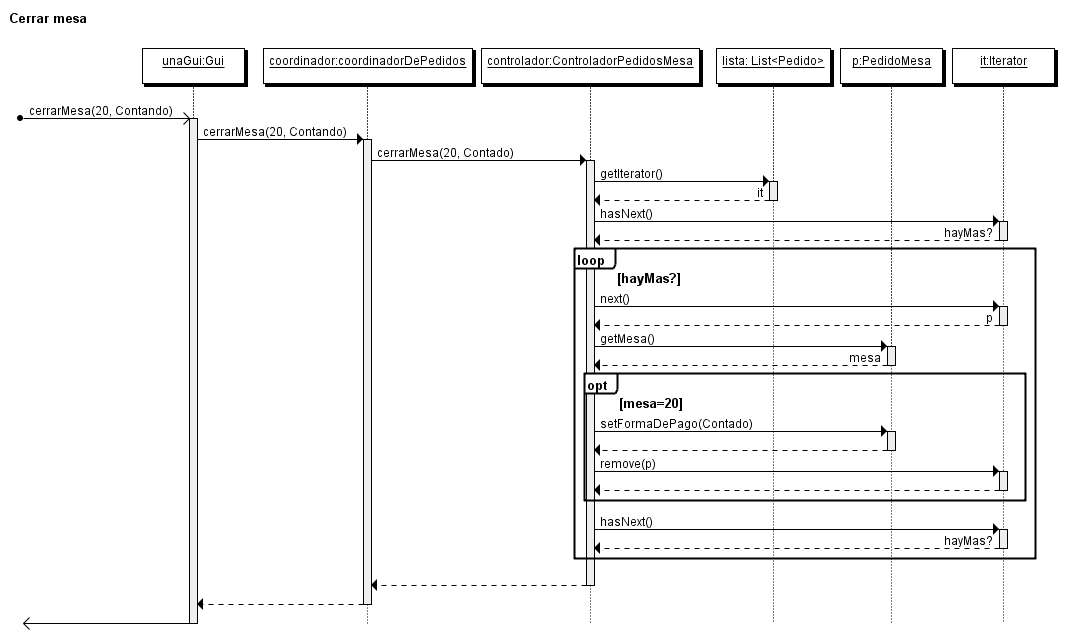 Cerrar mesa
unaGui:Gui
coordinador:coordinadorDePedidos
controlador:ControladorPedidosMesa
lista: List<Pedido>
p:PedidoMesa
it:Iterator
cerrarMesa(20, Contando)
cerrarMesa(20, Contando)
cerrarMesa(20, Contado)
getIterator()
it
hasNext()
hayMas?
loop
[hayMas?]
next()
p
getMesa()
mesa
opt
[mesa=20]
setFormaDePago(Contado)
remove(p)
hasNext()
hayMas?